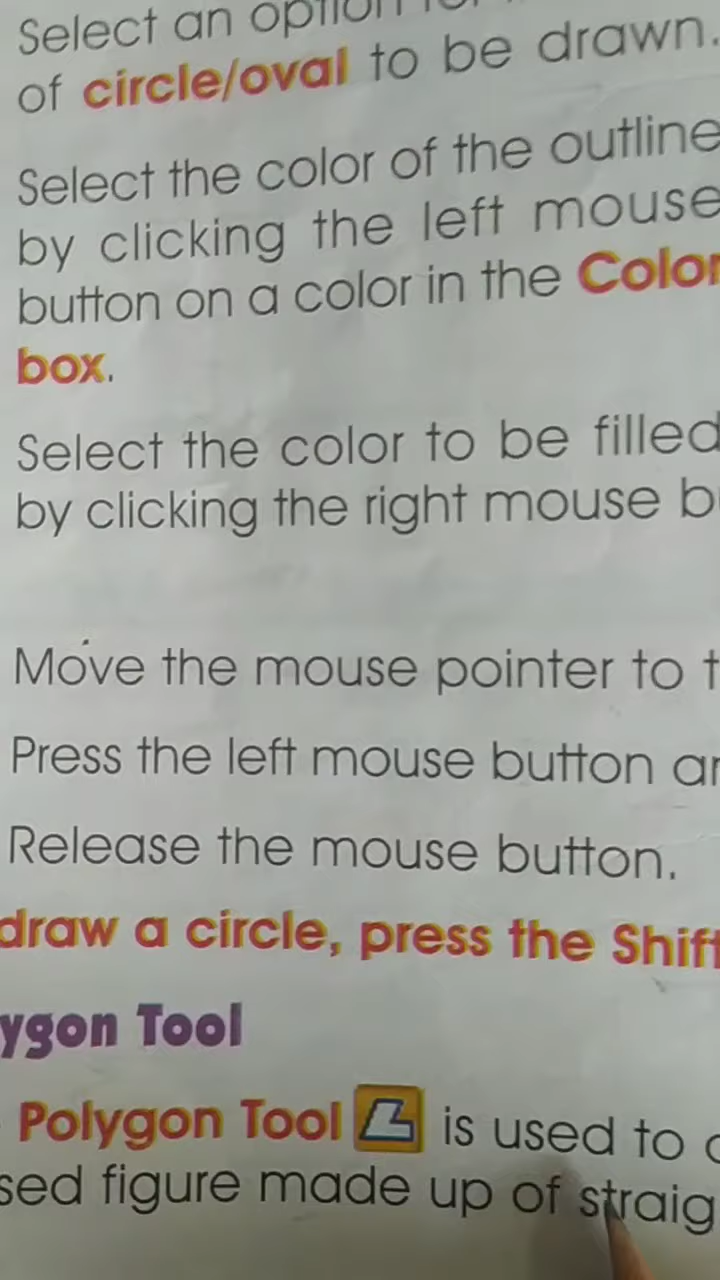 Select an option
of circle/oval to be drawn.
Select the color of the outline
by clicking the left mouse
button on a color in the Color
box.
Select the color to be filled
by clicking the right mouse
Move the mouse pointer to
Press the left mouse button
Release the mouse button.
draw a circle, press the Shift
ygon Tool
Polygon Tool is used to
sed figure made up of straig